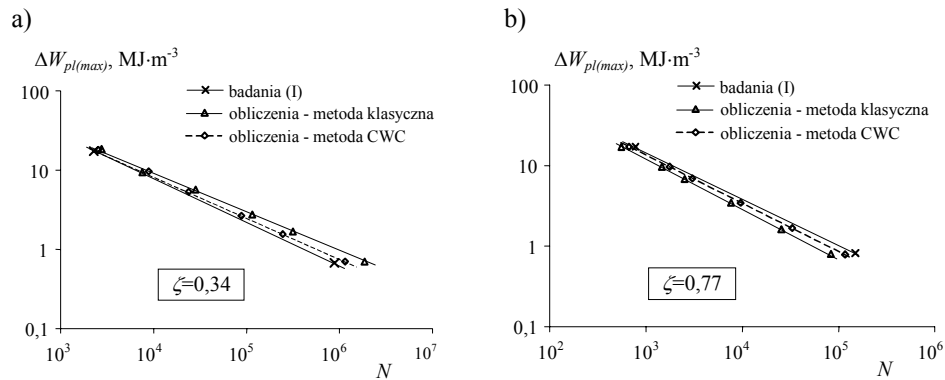 a)
ΔW_pl(max), MJ·m⁻³
100
10
1
0,1
badania (I)
obliczenia - metoda klasyczna
obliczenia - metoda CWC
ζ=0,34
10³ 10⁴ 10⁵ 10⁶ 10⁷
N
b)
ΔW_pl(max), MJ·m⁻³
100
10
1
0,1
badania (I)
obliczenia - metoda klasyczna
obliczenia - metoda CWC
ζ=0,77
10² 10³ 10⁴ 10⁵ 10⁶
N